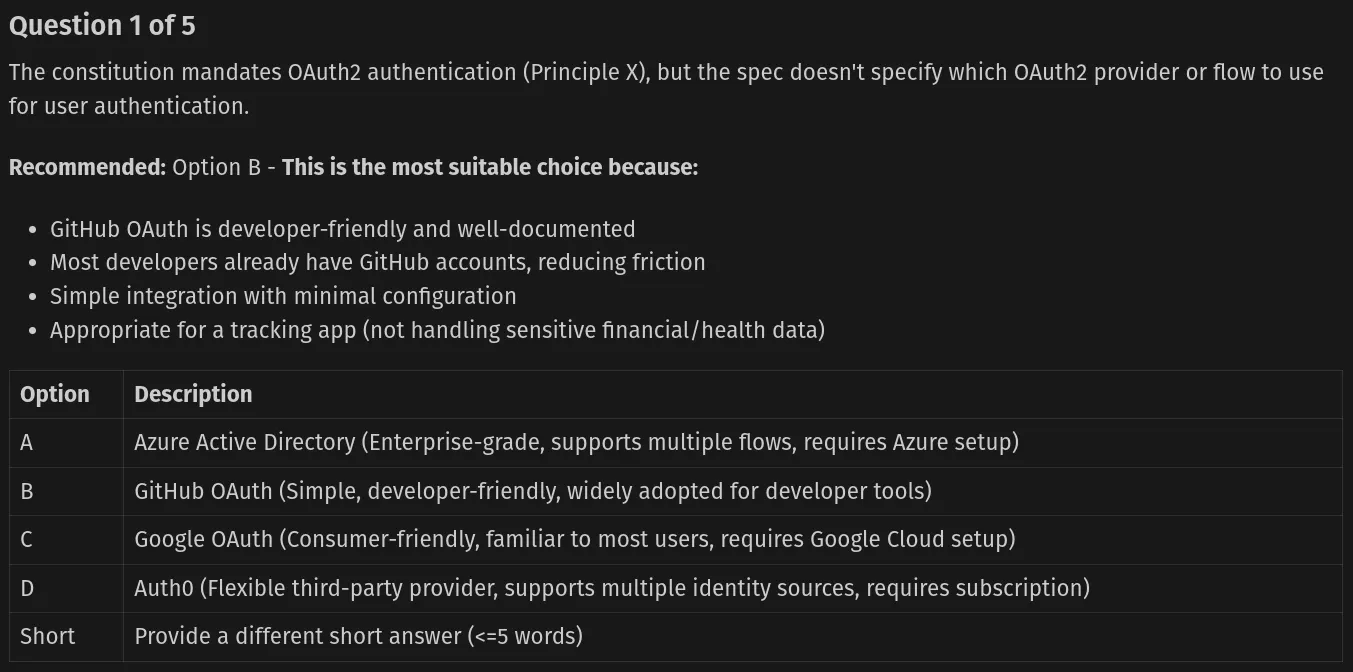 Question 1 of 5
The constitution mandates OAuth2 authentication (Principle X), but the spec doesn't specify which OAuth2 provider or flow to use
for user authentication.
Recommended: Option B - This is the most suitable choice because:
• GitHub OAuth is developer-friendly and well-documented
• Most developers already have GitHub accounts, reducing friction
• Simple integration with minimal configuration
• Appropriate for a tracking app (not handling sensitive financial/health data)
Option Description
A Azure Active Directory (Enterprise-grade, supports multiple flows, requires Azure setup)
B GitHub OAuth (Simple, developer-friendly, widely adopted for developer tools)
C Google OAuth (Consumer-friendly, familiar to most users, requires Google Cloud setup)
D Auth0 (Flexible third-party provider, supports multiple identity sources, requires subscription)
Short Provide a different short answer (<=5 words)